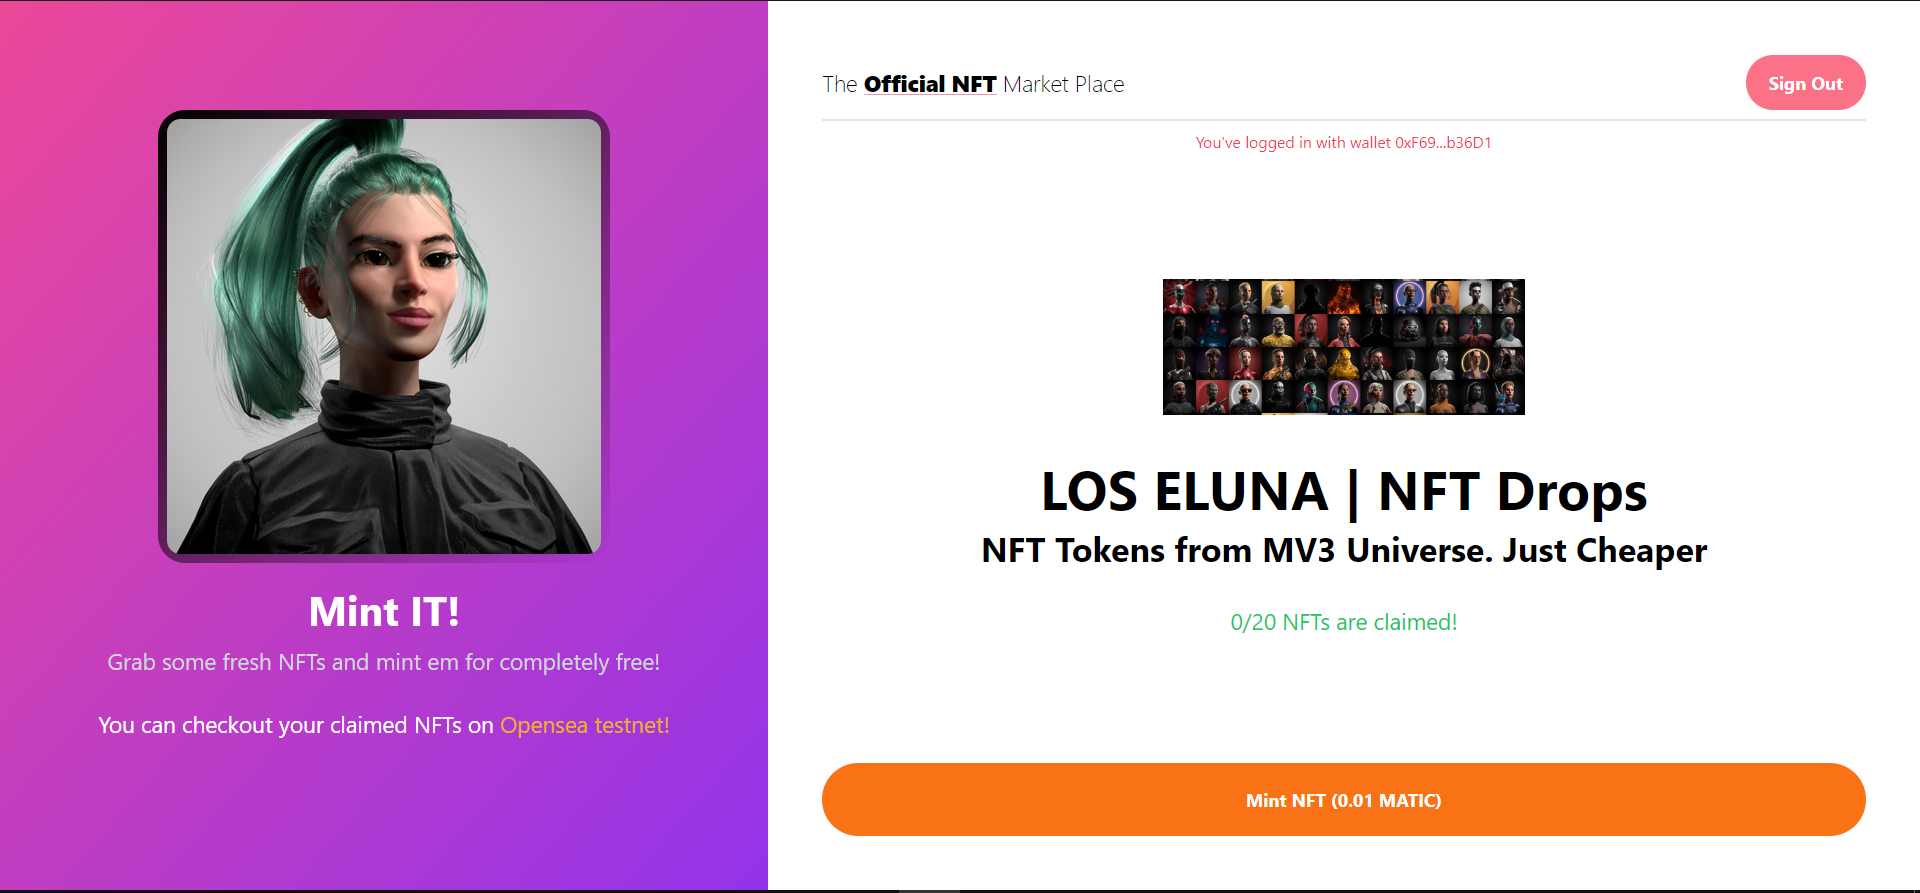 Mint IT!
Grab some fresh NFTs and mint em for completely free!
You can checkout your claimed NFTs on Opensea testnet!
The Official NFT Market Place
Sign Out
You've logged in with wallet 0xF69...b36D1
LOS ELUNA | NFT Drops
NFT Tokens from MV3 Universe. Just Cheaper
0/20 NFTs are claimed!
Mint NFT (0.01 MATIC)